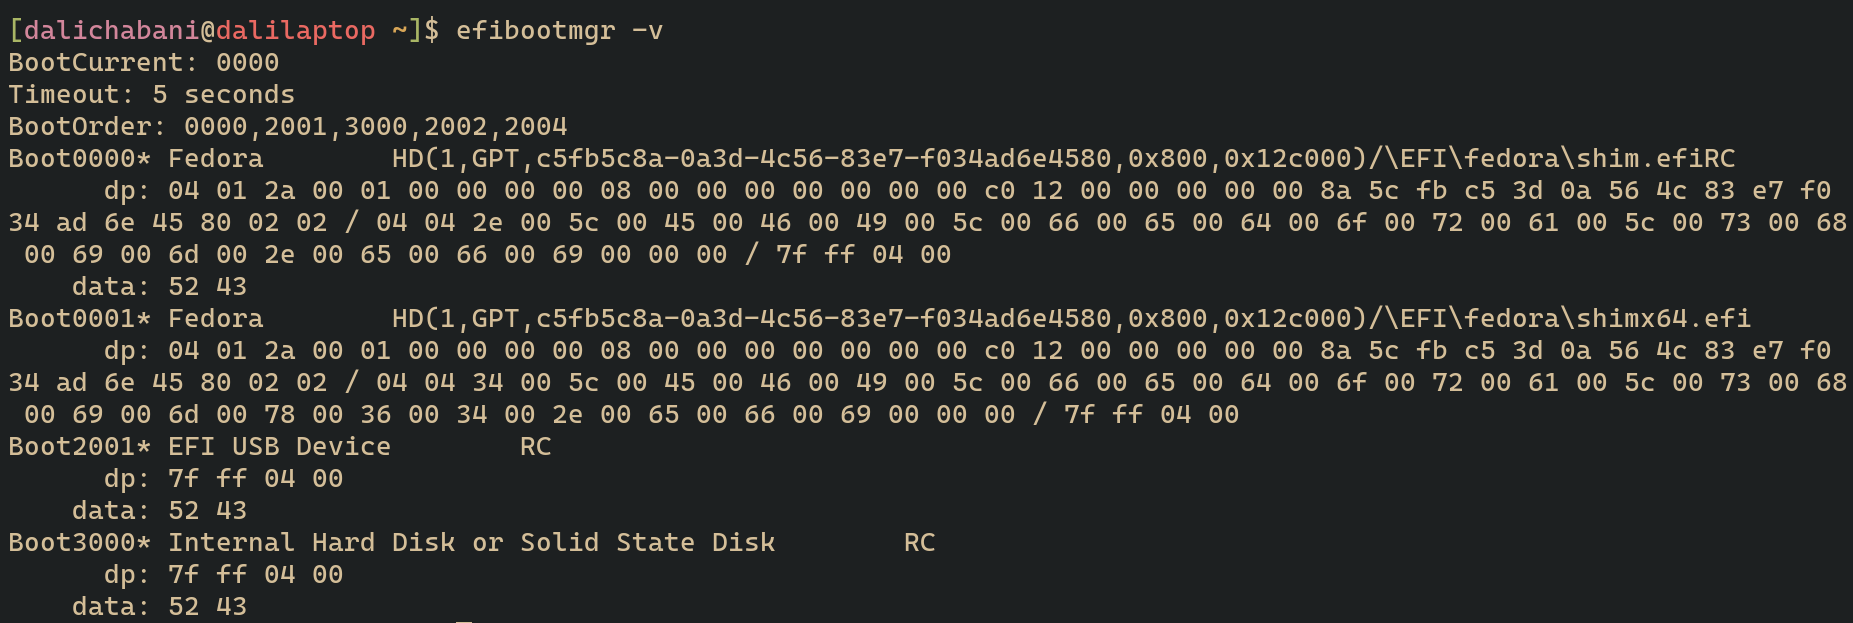 [dalichabani@dalilaptop ~]$ efibootmgr -v
BootCurrent: 0000
Timeout: 5 seconds
BootOrder: 0000,2001,3000,2002,2004
Boot0000* Fedora        HD(1,GPT,c5fb5c8a-0a3d-4c56-83e7-f034ad6e4580,0x800,0x12c000)/\EFI\fedora\shim.efiRC
      dp: 04 01 2a 00 01 00 00 00 00 08 00 00 00 00 00 00 00 c0 12 00 00 00 00 00 8a 5c fb c5 3d 0a 56 4c 83 e7 f0
34 ad 6e 45 80 02 02 / 04 04 2e 00 5c 00 45 00 46 00 49 00 5c 00 66 00 65 00 64 00 6f 00 72 00 61 00 5c 00 73 00 68
 00 69 00 6d 00 2e 00 65 00 66 00 69 00 00 00 / 7f ff 04 00
    data: 52 43
Boot0001* Fedora        HD(1,GPT,c5fb5c8a-0a3d-4c56-83e7-f034ad6e4580,0x800,0x12c000)/\EFI\fedora\shimx64.efi
      dp: 04 01 2a 00 01 00 00 00 00 08 00 00 00 00 00 00 00 c0 12 00 00 00 00 00 8a 5c fb c5 3d 0a 56 4c 83 e7 f0
34 ad 6e 45 80 02 02 / 04 04 34 00 5c 00 45 00 46 00 49 00 5c 00 66 00 65 00 64 00 6f 00 72 00 61 00 5c 00 73 00 68
 00 69 00 6d 00 78 00 36 00 34 00 2e 00 65 00 66 00 69 00 00 00 / 7f ff 04 00
Boot2001* EFI USB Device        RC
      dp: 7f ff 04 00
    data: 52 43
Boot3000* Internal Hard Disk or Solid State Disk        RC
      dp: 7f ff 04 00
    data: 52 43